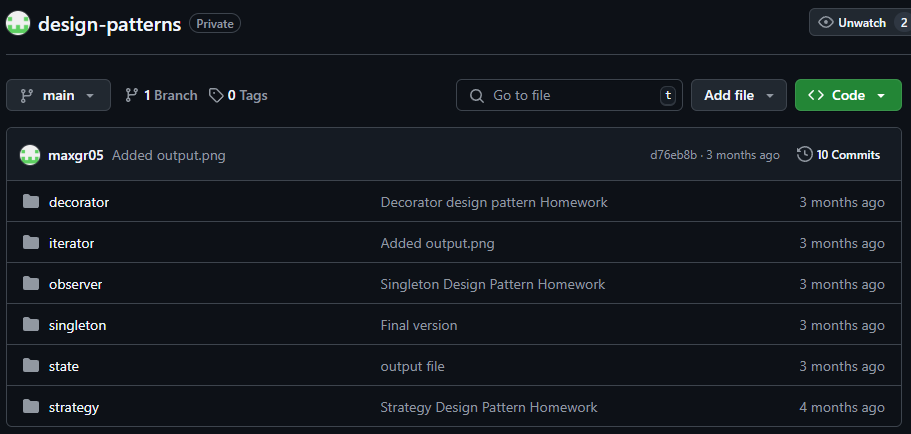 design-patterns Private Unwatch 2
main 1 Branch 0 Tags Go to file t Add file Code
maxgr05 Added output.png d76eb8b · 3 months ago 10 Commits
decorator Decorator design pattern Homework 3 months ago
iterator Added output.png 3 months ago
observer Singleton Design Pattern Homework 3 months ago
singleton Final version 3 months ago
state output file 3 months ago
strategy Strategy Design Pattern Homework 4 months ago